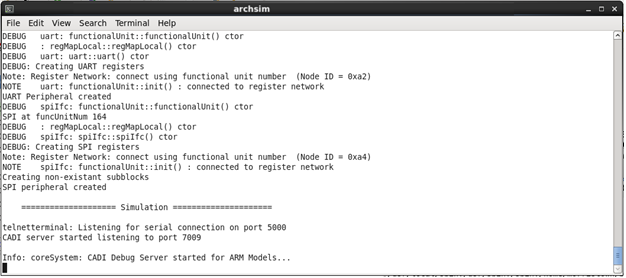 archsim
File Edit View Search Terminal Help
DEBUG uart: functionalUnit::functionalUnit() ctor
DEBUG : regMapLocal::regMapLocal() ctor
DEBUG uart: uart::uart() ctor
DEBUG: Creating UART registers
Note: Register Network: connect using functional unit number (Node ID = 0xa2)
NOTE uart: functionalUnit::init() : connected to register network
UART Peripheral created
DEBUG spiIfc: functionalUnit::functionalUnit() ctor
SPI at funcUnitNum 164
DEBUG : regMapLocal::regMapLocal() ctor
DEBUG spiIfc: spiIfc::spiIfc() ctor
DEBUG: Creating SPI registers
Note: Register Network: connect using functional unit number (Node ID = 0xa4)
NOTE spiIfc: functionalUnit::init() : connected to register network
Creating non-existant subblocks
SPI peripheral created
==================== Simulation =====================
telnetterminal: Listening for serial connection on port 5000
CADI server started listening to port 7009
Info: coreSystem: CADI Debug Server started for ARM Models...